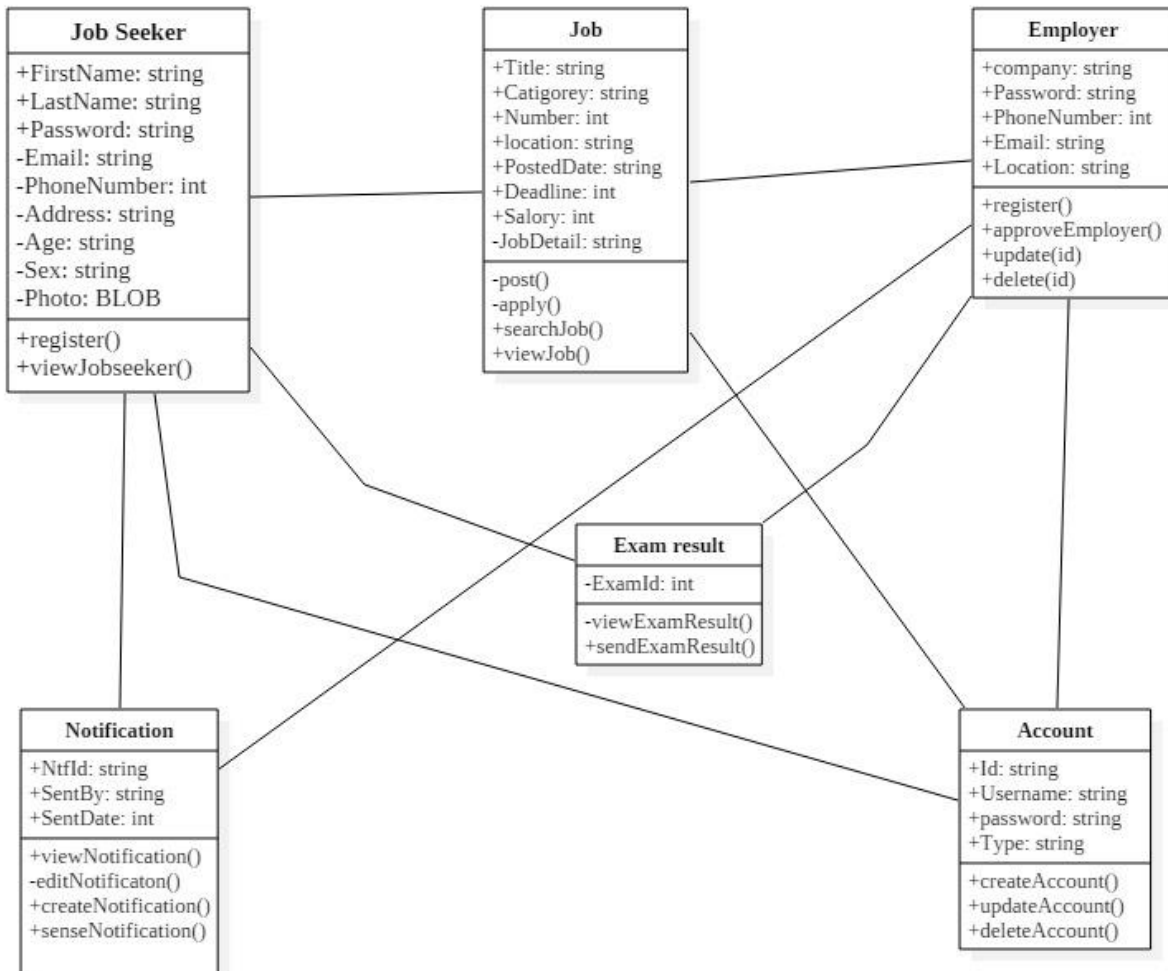 Job Seeker
+FirstName: string
+LastName: string
+Password: string
-Email: string
-PhoneNumber: int
-Address: string
-Age: string
-Sex: string
-Photo: BLOB
+register()
+viewJobseeker()
Job
+Title: string
+Catigorey: string
+Number: int
+location: string
+PostedDate: string
+Deadline: int
+Salory: int
-JobDetail: string
-post()
-apply()
+searchJob()
+viewJob()
Employer
+company: string
+Password: string
+PhoneNumber: int
+Email: string
+Location: string
+register()
+approveEmployer()
+update(id)
+delete(id)
Exam result
-ExamId: int
-viewExamResult()
+sendExamResult()
Notification
+NtfId: string
+SentBy: string
+SentDate: int
+viewNotification()
-editNotificaton()
+createNotification()
+senseNotification()
Account
+Id: string
+Username: string
+password: string
+Type: string
+createAccount()
+updateAccount()
+deleteAccount()